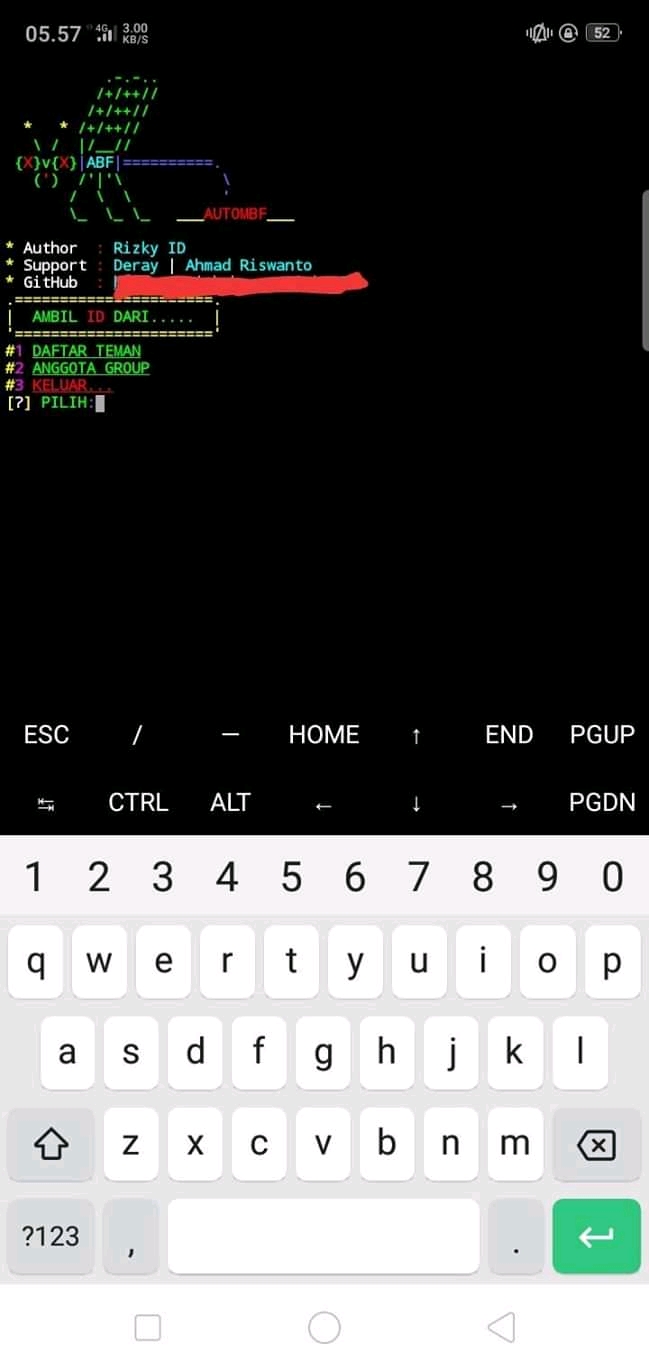 05.57 4G 3.00 KB/S 52
.-.-..
/+/++//
/+/++//
* * /+/++//
\ / |/__//
{X}v{X}|ABF|==========.
(') /'|'\ \
/ \ \ '
\_ \_ \_ ___AUTOMBF___
* Author : Rizky ID
* Support : Deray | Ahmad Riswanto
* GitHub :
.======================.
| AMBIL ID DARI..... |
'======================'
#1 DAFTAR TEMAN
#2 ANGGOTA GROUP
#3 KELUAR...
[?] PILIH:
ESC / — HOME ↑ END PGUP
↹ CTRL ALT ← ↓ → PGDN
1 2 3 4 5 6 7 8 9 0
q w e r t y u i o p
a s d f g h j k l
z x c v b n m
?123 , .